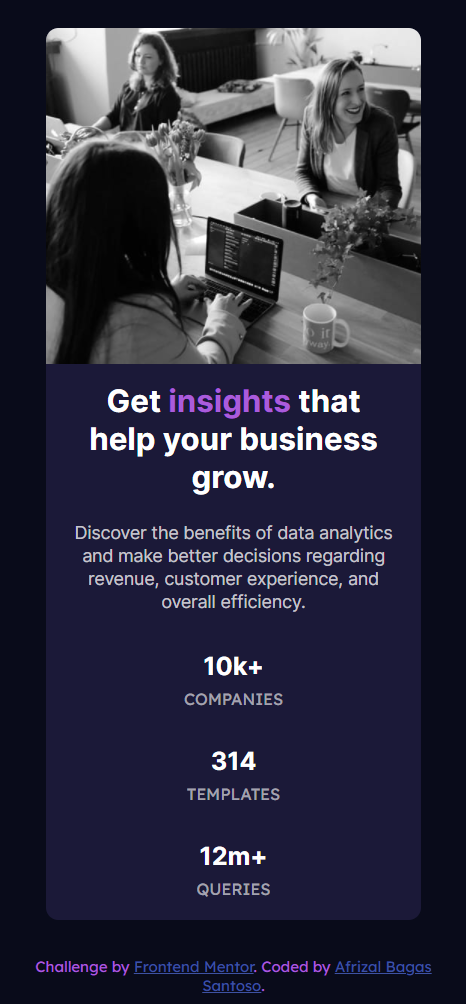 Get insights that
help your business
grow.
Discover the benefits of data analytics
and make better decisions regarding
revenue, customer experience, and
overall efficiency.
10k+
COMPANIES
314
TEMPLATES
12m+
QUERIES
Challenge by Frontend Mentor. Coded by Afrizal Bagas
Santoso.